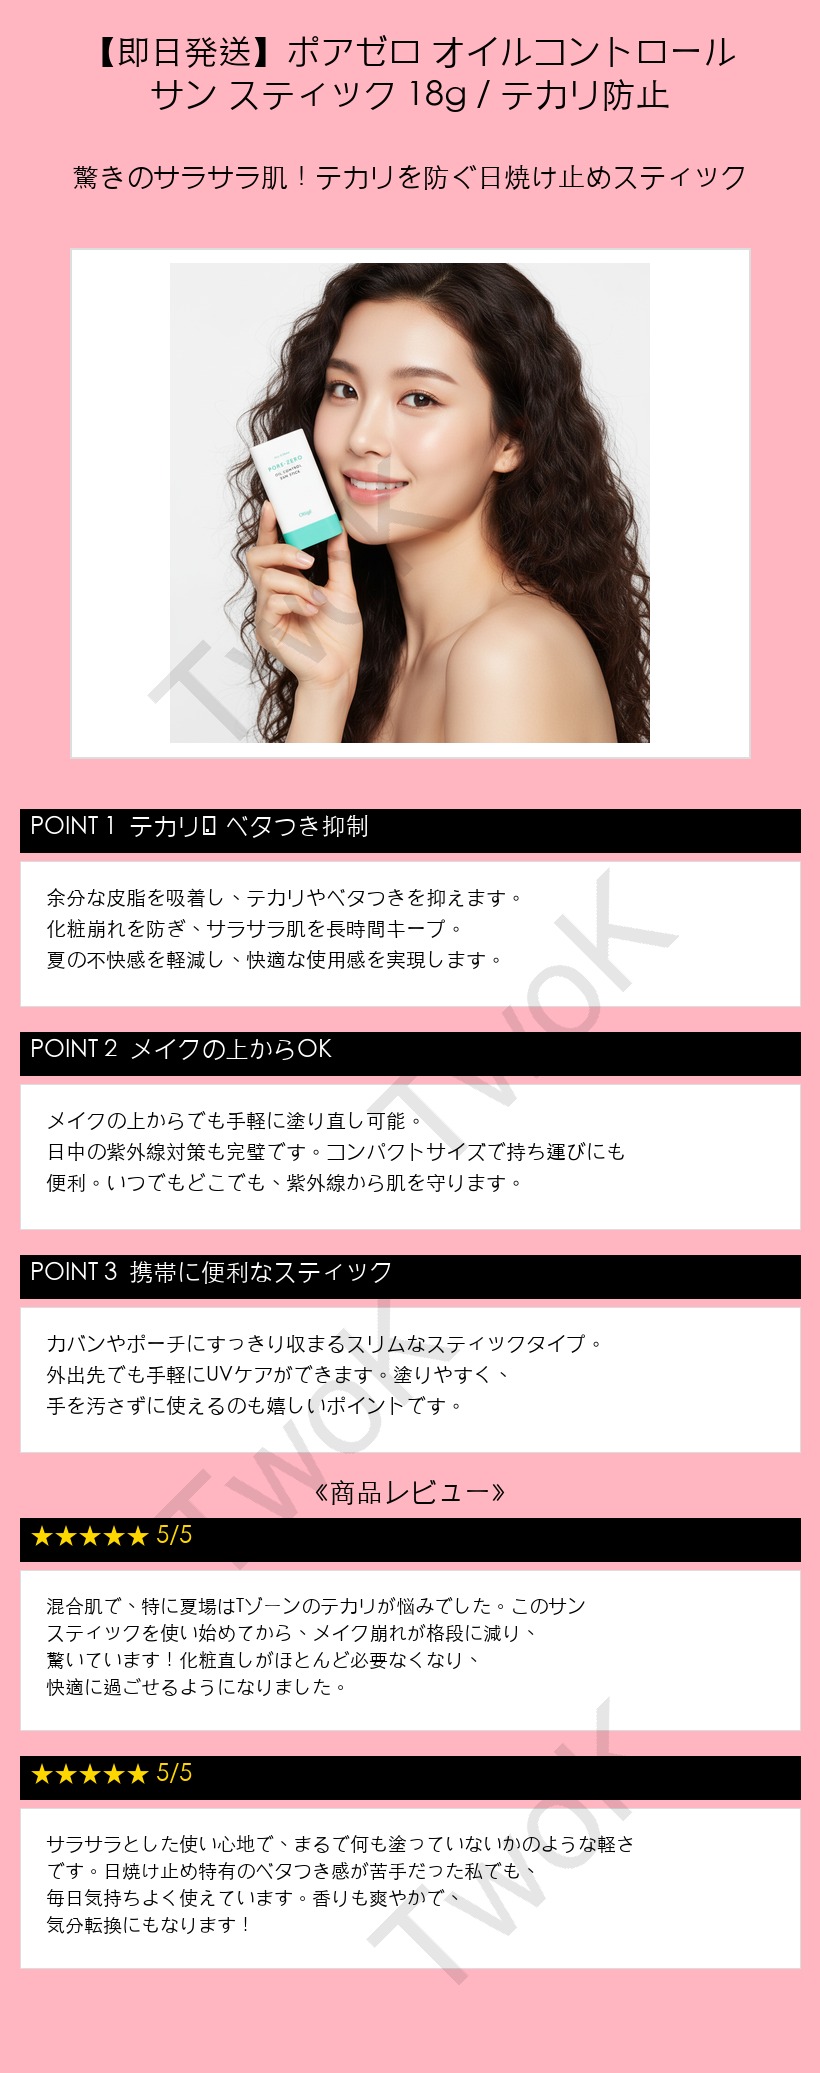 【即日発送】ポアゼロ オイルコントロール
サン スティック 18g / テカリ防止
驚きのサラサラ肌！テカリを防ぐ日焼け止めスティック
PORE-ZERO
OIL CONTROL
SUN STICK
TwoK
POINT 1 テカリ ベタつき抑制
余分な皮脂を吸着し、テカリやベタつきを抑えます。
化粧崩れを防ぎ、サラサラ肌を長時間キープ。
夏の不快感を軽減し、快適な使用感を実現します。
TwoK
POINT 2 メイクの上からOK
メイクの上からでも手軽に塗り直し可能。
日中の紫外線対策も完璧です。コンパクトサイズで持ち運びにも
便利。いつでもどこでも、紫外線から肌を守ります。
POINT 3 携帯に便利なスティック
カバンやポーチにすっきり収まるスリムなスティックタイプ。
外出先でも手軽にUVケアができます。塗りやすく、
手を汚さずに使えるのも嬉しいポイントです。
TwoK
《商品レビュー》
★★★★★ 5/5
混合肌で、特に夏場はTゾーンのテカリが悩みでした。このサン
スティックを使い始めてから、メイク崩れが格段に減り、
驚いています！化粧直しがほとんど必要なくなり、
快適に過ごせるようになりました。
★★★★★ 5/5
サラサラとした使い心地で、まるで何も塗っていないかのような軽さ
です。日焼け止め特有のベタつき感が苦手だった私でも、
毎日気持ちよく使えています。香りも爽やかで、
気分転換にもなります！
TwoK